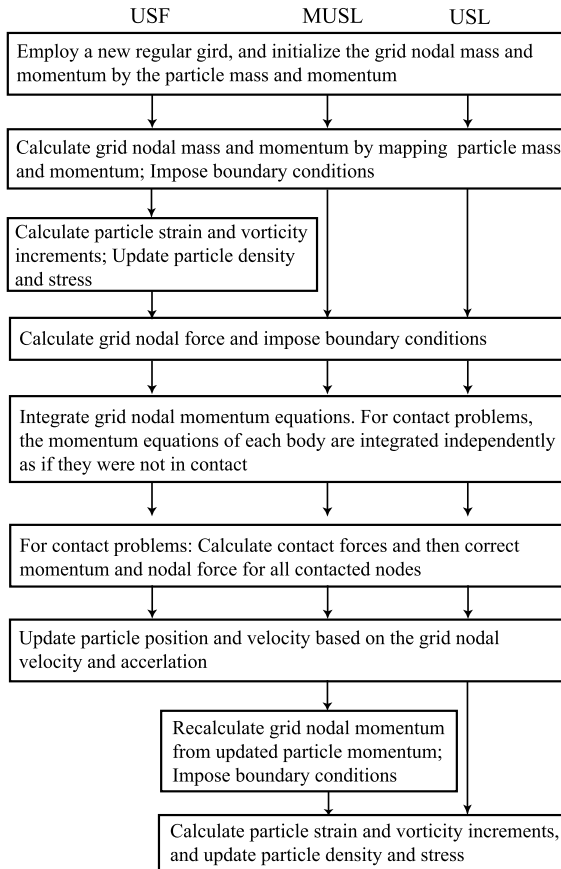 USF MUSL USL
Employ a new regular gird, and initialize the grid nodal mass and
momentum by the particle mass and momentum
Calculate grid nodal mass and momentum by mapping particle mass
and momentum; Impose boundary conditions
Calculate particle strain and vorticity
increments; Update particle density
and stress
Calculate grid nodal force and impose boundary conditions
Integrate grid nodal momentum equations. For contact problems,
the momentum equations of each body are integrated independently
as if they were not in contact
For contact problems: Calculate contact forces and then correct
momentum and nodal force for all contacted nodes
Update particle position and velocity based on the grid nodal
velocity and accerlation
Recalculate grid nodal momentum
from updated particle momentum;
Impose boundary conditions
Calculate particle strain and vorticity increments,
and update particle density and stress